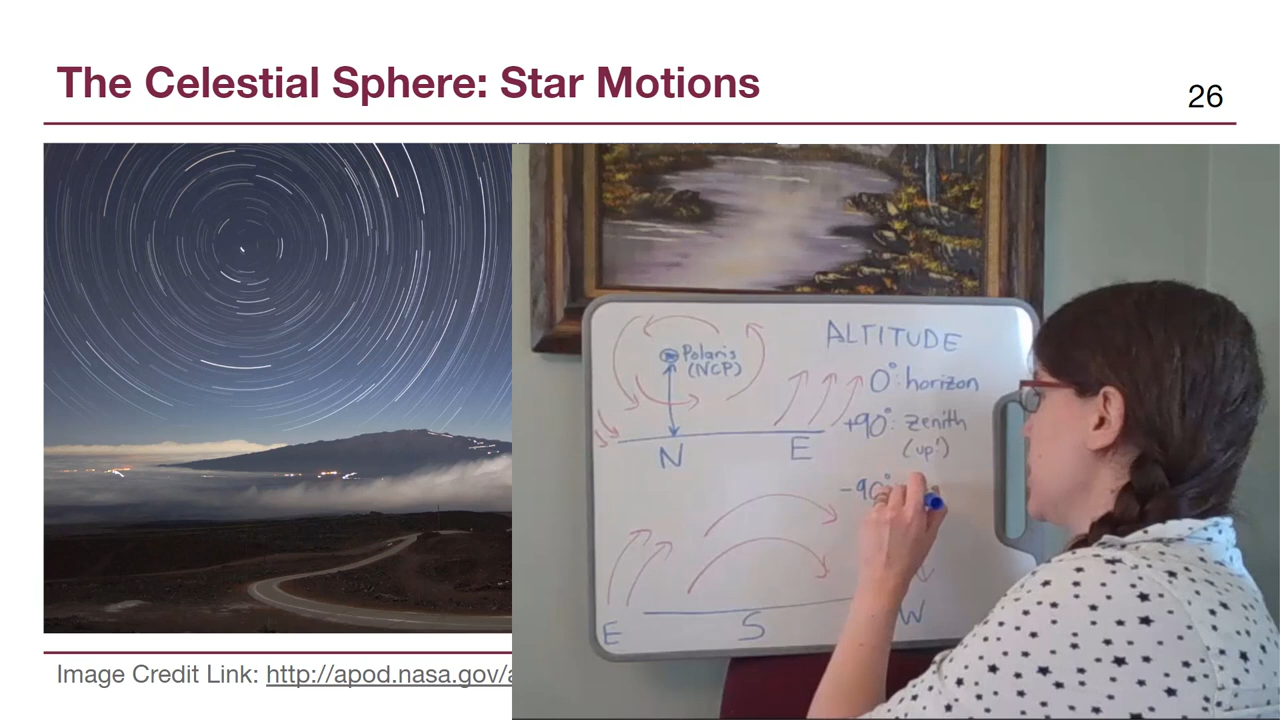 The Celestial Sphere: Star Motions
26
Polaris
(NCP)
N
E
ALTITUDE
0°: horizon
+90°: zenith
(up!)
-90°
E
S
W
Image Credit Link: http://apod.nasa.gov/a